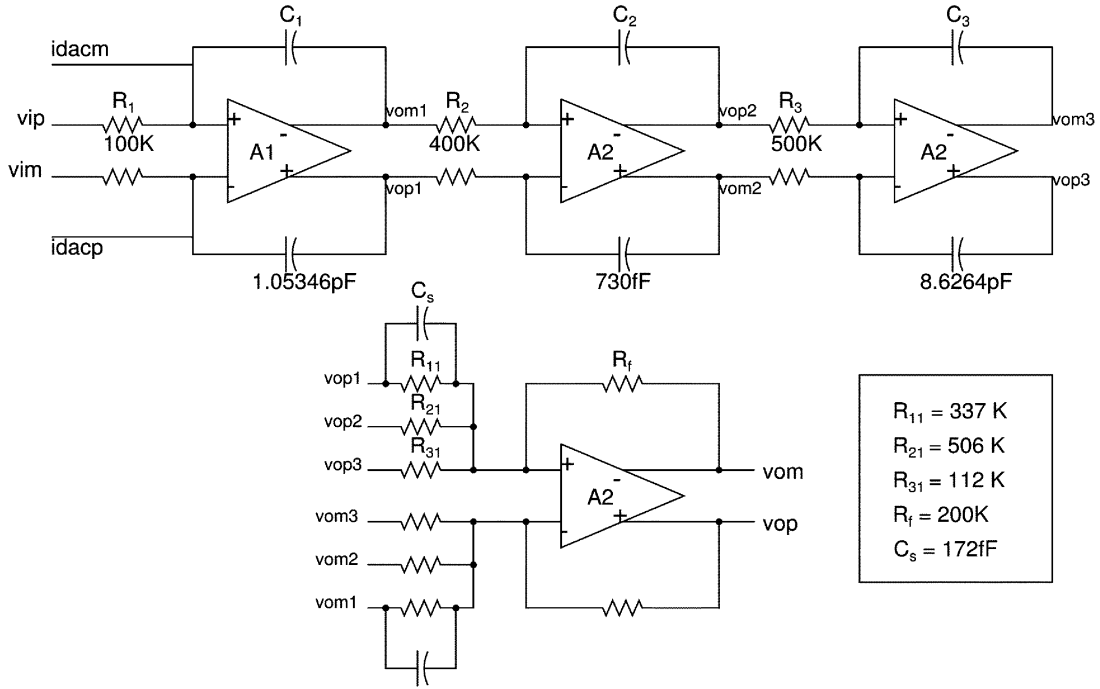 C₁ C₂ C₃
idacm
vip R₁ + - vom1 R₂ + - vop2 R₃ + - vom3
100K A1 400K A2 500K A2
vim - + vop1 - + vom2 - + vop3
idacp
1.05346pF 730fF 8.6264pF
Cₛ
vop1 R₁₁ R_f
vop2 R₂₁
vop3 R₃₁ + - vom
A2
vom3 - + vop
vom2
vom1
R₁₁ = 337 K
R₂₁ = 506 K
R₃₁ = 112 K
R_f = 200K
Cₛ = 172fF